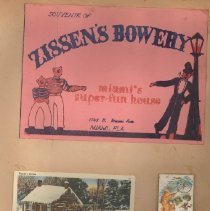 SOUVENIR OF
ZISSEN'S BOWERY
miami's
super-fun house
MIAMI, FLA.